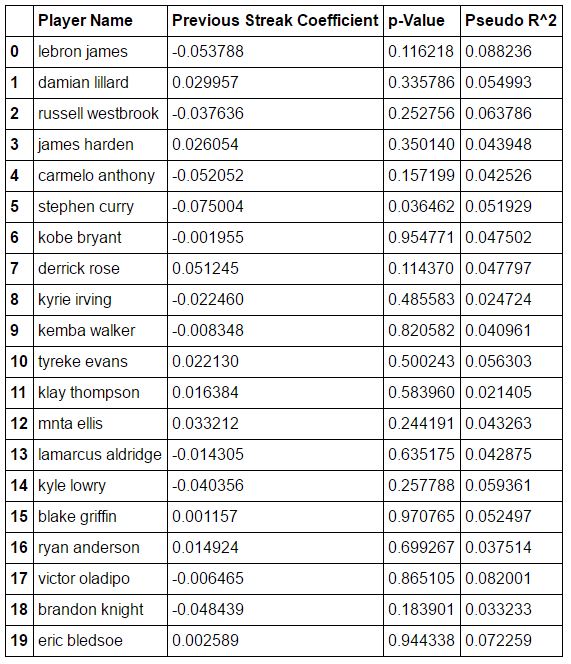 Player Name Previous Streak Coefficient p-Value Pseudo R^2
0 lebron james -0.053788 0.116218 0.088236
1 damian lillard 0.029957 0.335786 0.054993
2 russell westbrook -0.037636 0.252756 0.063786
3 james harden 0.026054 0.350140 0.043948
4 carmelo anthony -0.052052 0.157199 0.042526
5 stephen curry -0.075004 0.036462 0.051929
6 kobe bryant -0.001955 0.954771 0.047502
7 derrick rose 0.051245 0.114370 0.047797
8 kyrie irving -0.022460 0.485583 0.024724
9 kemba walker -0.008348 0.820582 0.040961
10 tyreke evans 0.022130 0.500243 0.056303
11 klay thompson 0.016384 0.583960 0.021405
12 mnta ellis 0.033212 0.244191 0.043263
13 lamarcus aldridge -0.014305 0.635175 0.042875
14 kyle lowry -0.040356 0.257788 0.059361
15 blake griffin 0.001157 0.970765 0.052497
16 ryan anderson 0.014924 0.699267 0.037514
17 victor oladipo -0.006465 0.865105 0.082001
18 brandon knight -0.048439 0.183901 0.033233
19 eric bledsoe 0.002589 0.944338 0.072259